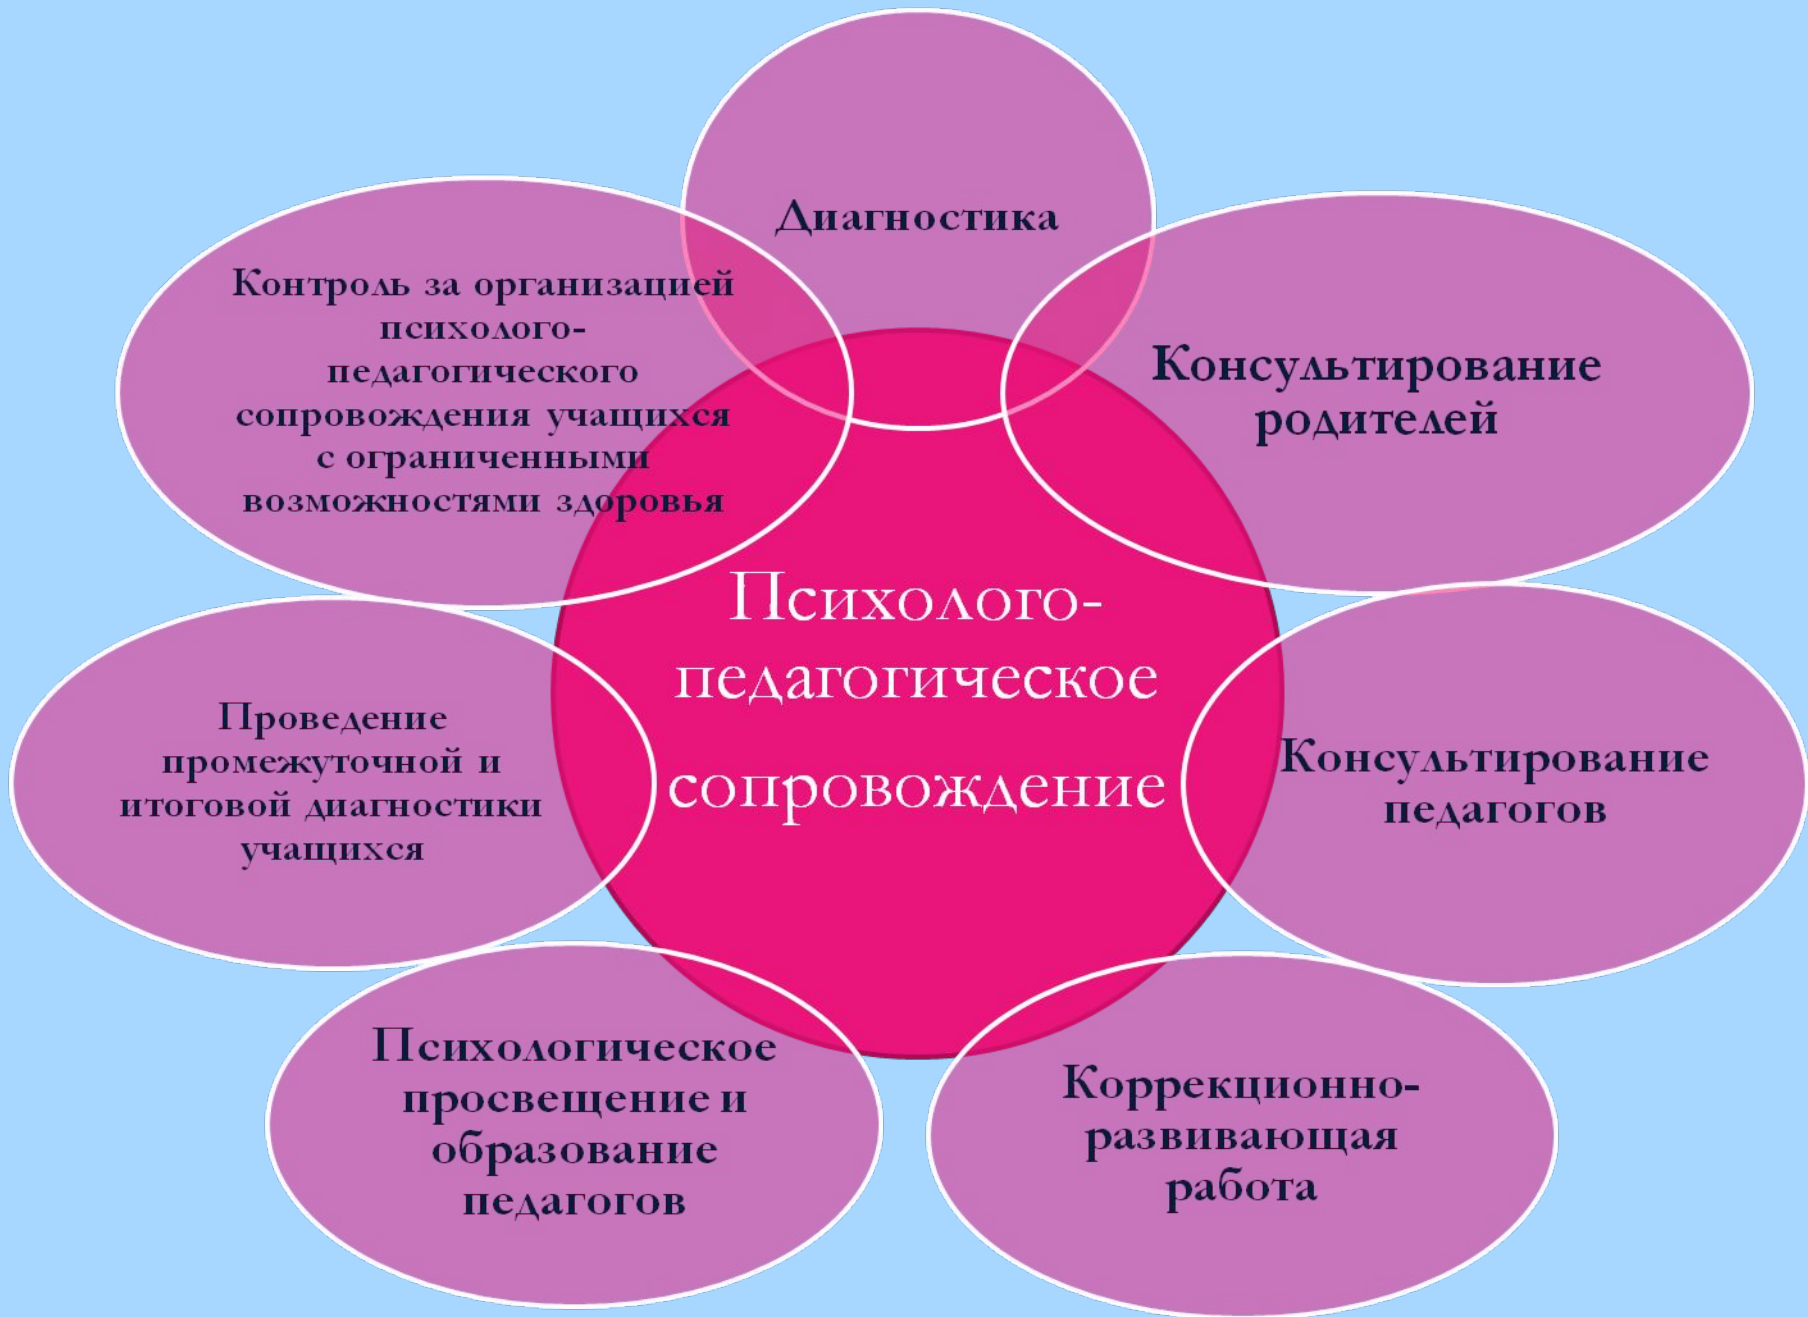 Диагностика
Консультирование
родителей
Консультирование
педагогов
Коррекционно-
развивающая
работа
Психологическое
просвещение и
образование
педагогов
Проведение
промежуточной и
итоговой диагностики
учащихся
Контроль за организацией
психолого-
педагогического
сопровождения учащихся
с ограниченными
возможностями здоровья
Психолого-
педагогическое
сопровождение